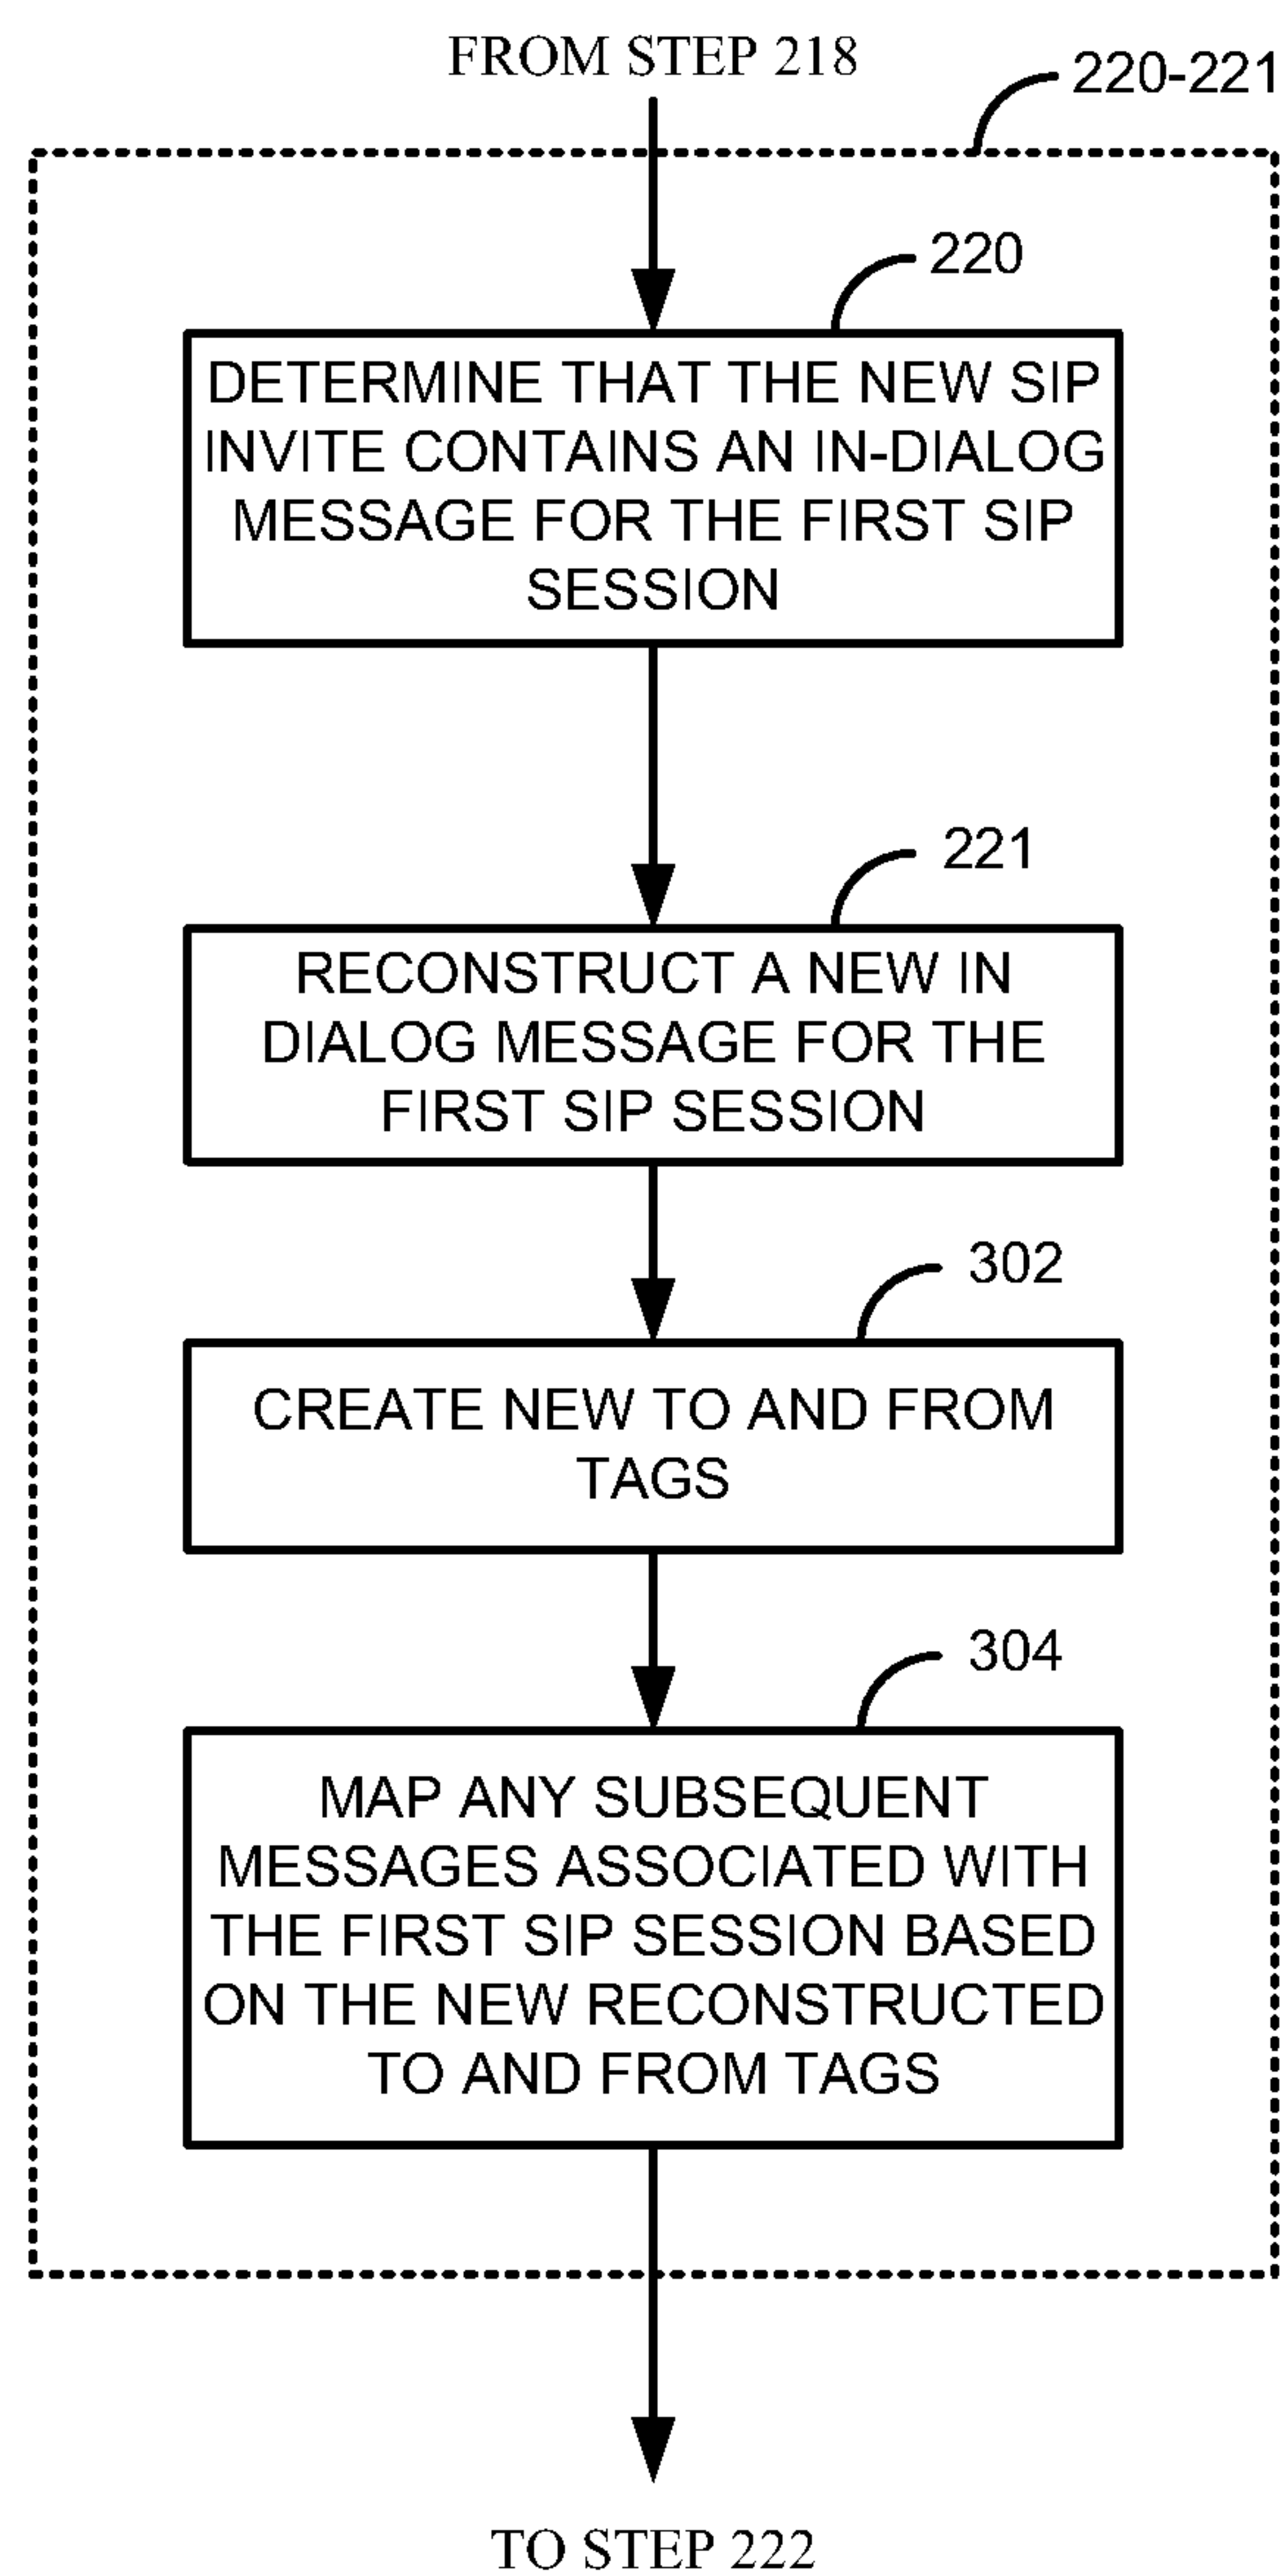 FROM STEP 218
220-221
220
DETERMINE THAT THE NEW SIP
INVITE CONTAINS AN IN-DIALOG
MESSAGE FOR THE FIRST SIP
SESSION
221
RECONSTRUCT A NEW IN
DIALOG MESSAGE FOR THE
FIRST SIP SESSION
302
CREATE NEW TO AND FROM
TAGS
304
MAP ANY SUBSEQUENT
MESSAGES ASSOCIATED WITH
THE FIRST SIP SESSION BASED
ON THE NEW RECONSTRUCTED
TO AND FROM TAGS
TO STEP 222